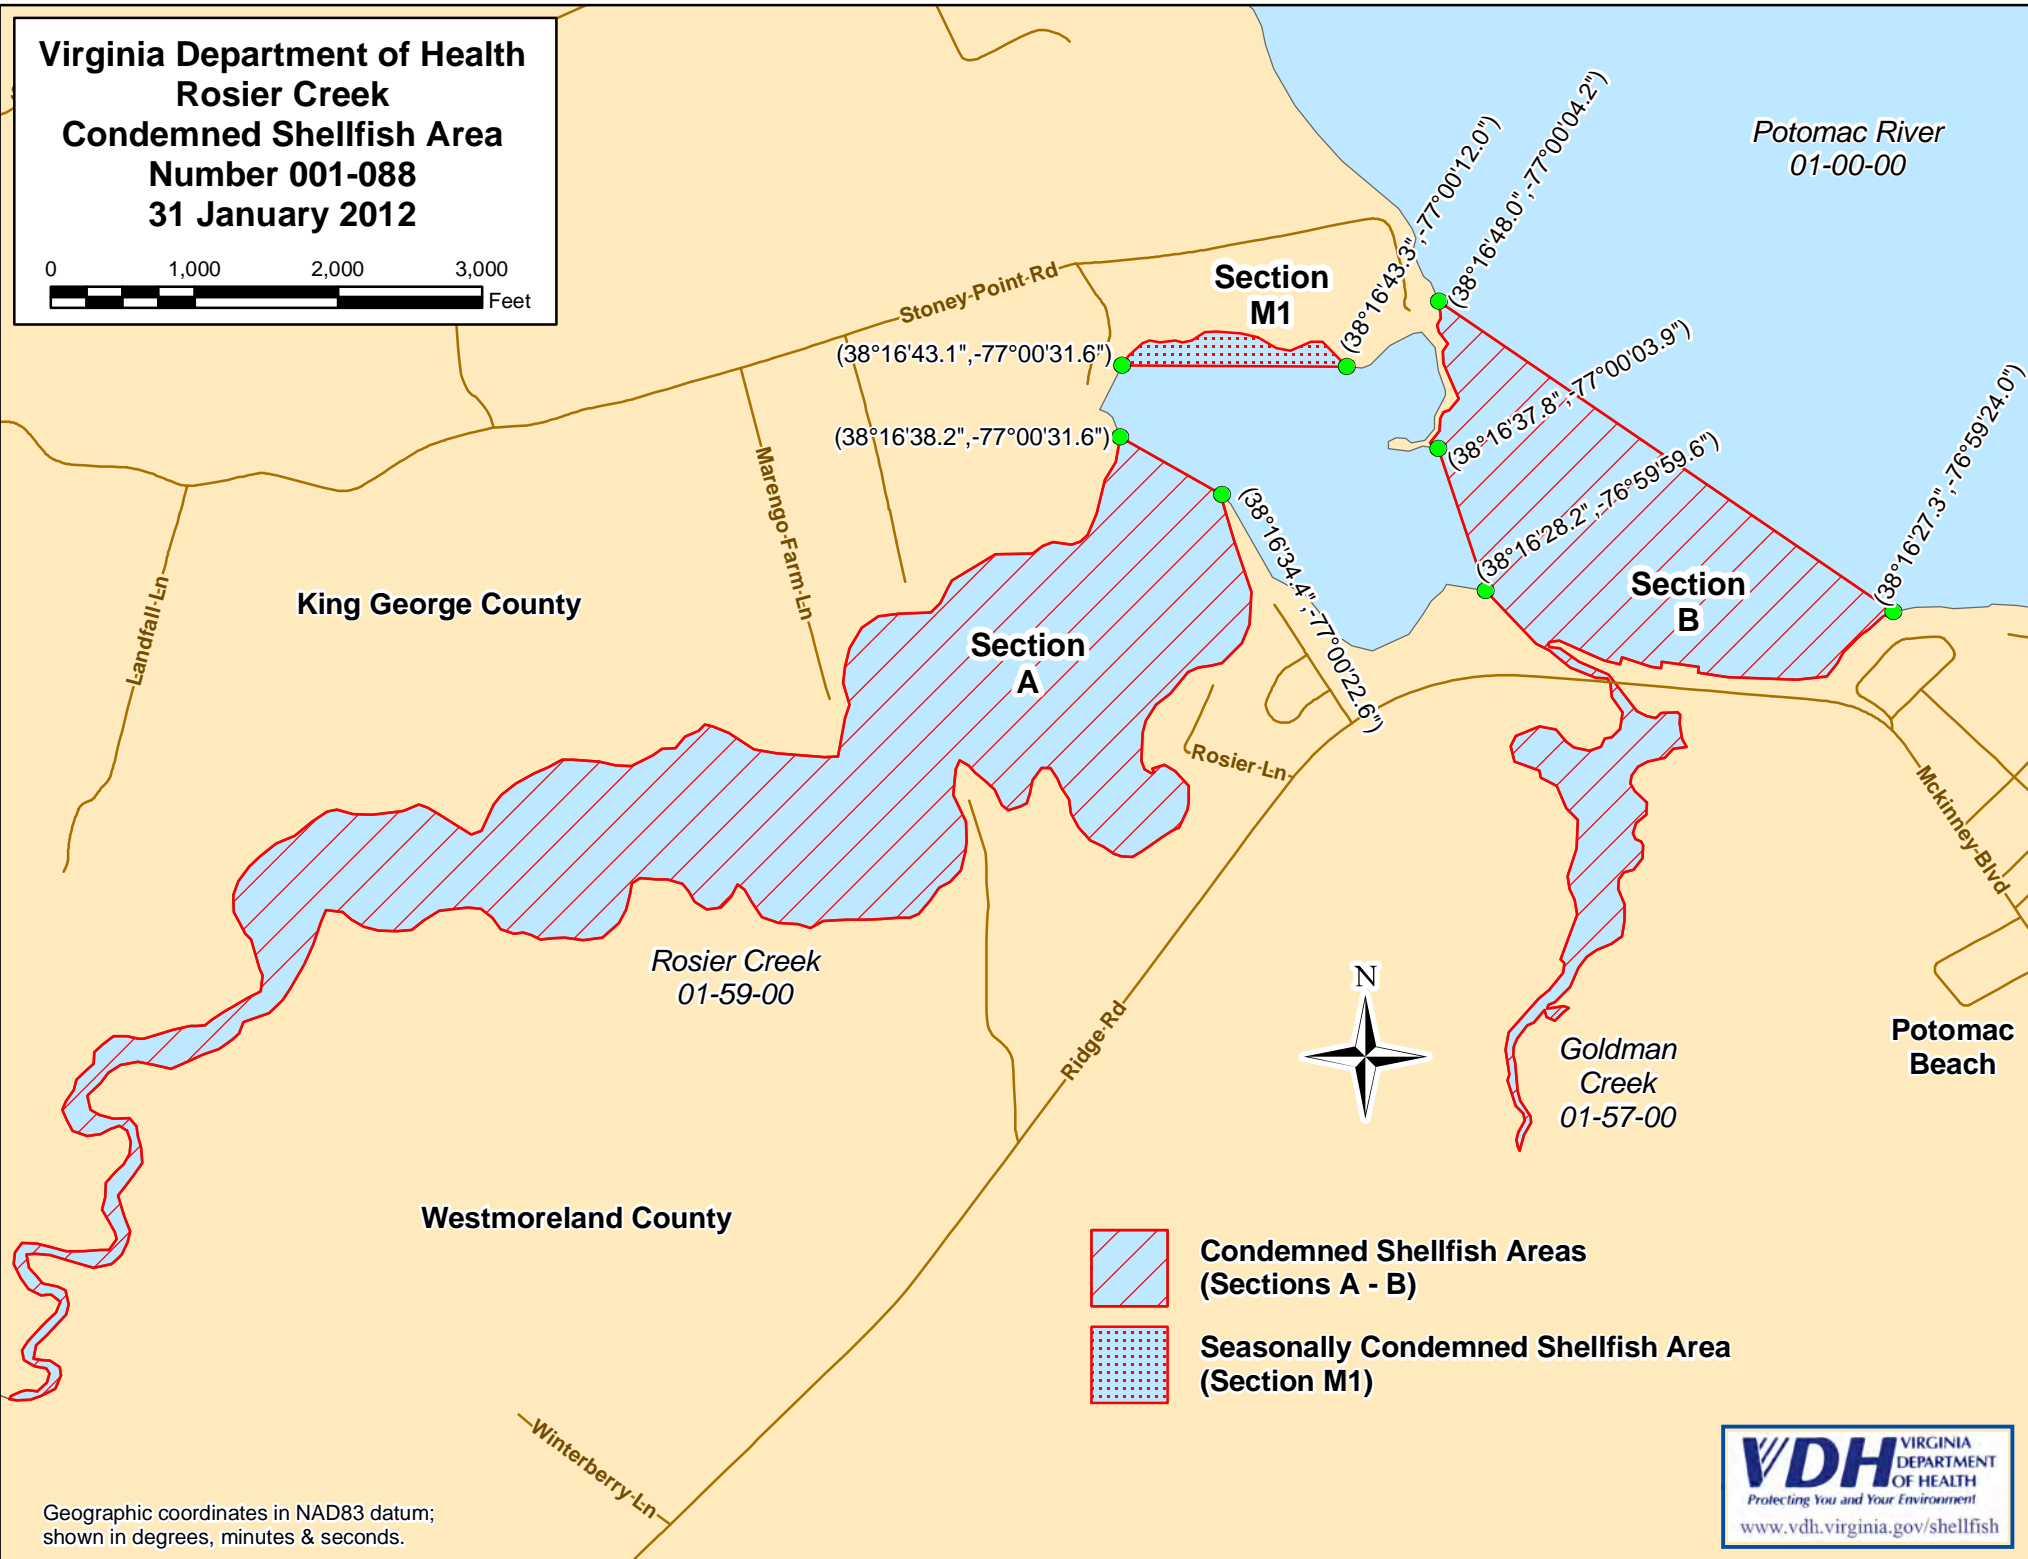 Virginia Department of Health
Rosier Creek
Condemned Shellfish Area
Number 001-088
31 January 2012
0 1,000 2,000 3,000
Feet
Potomac River
01-00-00
(38°16'48.0",-77°00'04.2")
(38°16'43.3",-77°00'12.0")
Section
M1
Stoney-Point-Rd
(38°16'43.1",-77°00'31.6")
(38°16'37.8",-77°00'03.9")
(38°16'38.2",-77°00'31.6")
(38°16'28.2",-76°59'59.6")
(38°16'27.3",-76°59'24.0")
(38°16'34.4",-77°00'22.6")
Marengo-Farm-Ln
Landfall-Ln
King George County
Section
B
Section
A
Rosier-Ln
Mckinney-Blvd
Rosier Creek
01-59-00
N
Ridge-Rd
Goldman
Creek
01-57-00
Potomac
Beach
Westmoreland County
Condemned Shellfish Areas
(Sections A - B)
Seasonally Condemned Shellfish Area
(Section M1)
Winterberry-Ln
Geographic coordinates in NAD83 datum;
shown in degrees, minutes & seconds.
VDH VIRGINIA
DEPARTMENT
OF HEALTH
Protecting You and Your Environment
www.vdh.virginia.gov/shellfish